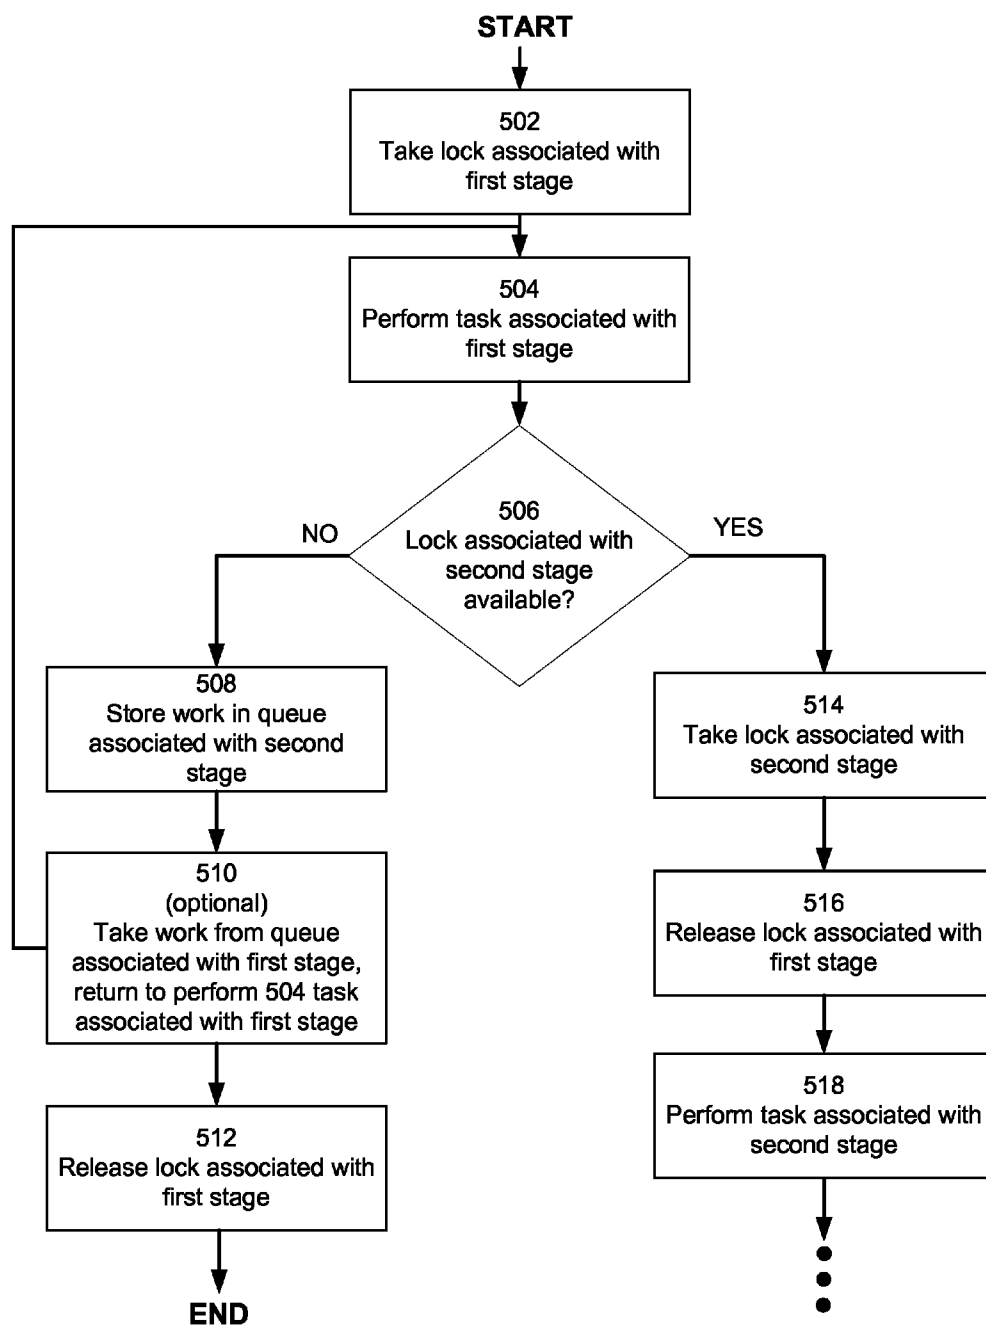 START
502
Take lock associated with
first stage
504
Perform task associated with
first stage
506
Lock associated with
second stage
available?
NO
YES
508
Store work in queue
associated with second
stage
510
(optional)
Take work from queue
associated with first stage,
return to perform 504 task
associated with first stage
512
Release lock associated with
first stage
END
514
Take lock associated with
second stage
516
Release lock associated with
first stage
518
Perform task associated with
second stage